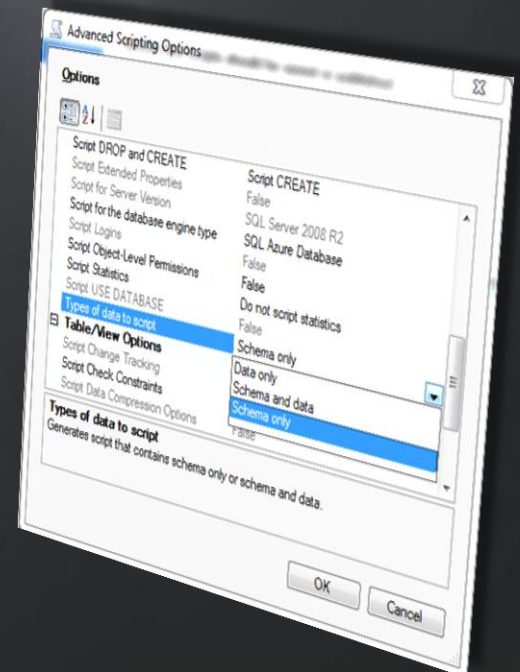 Advanced Scripting Options
Options
Script DROP and CREATE Script CREATE
Script Extended Properties False
Script for Server Version SQL Server 2008 R2
Script for the database engine type SQL Azure Database
Script Logins False
Script Object-Level Permissions False
Script Statistics Do not script statistics
Script USE DATABASE False
Types of data to script Schema only
Table/View Options Data only
Script Change Tracking Schema and data
Script Check Constraints Schema only
Script Data Compression Options False
Types of data to script
Generates script that contains schema only or schema and data.
OK
Cancel